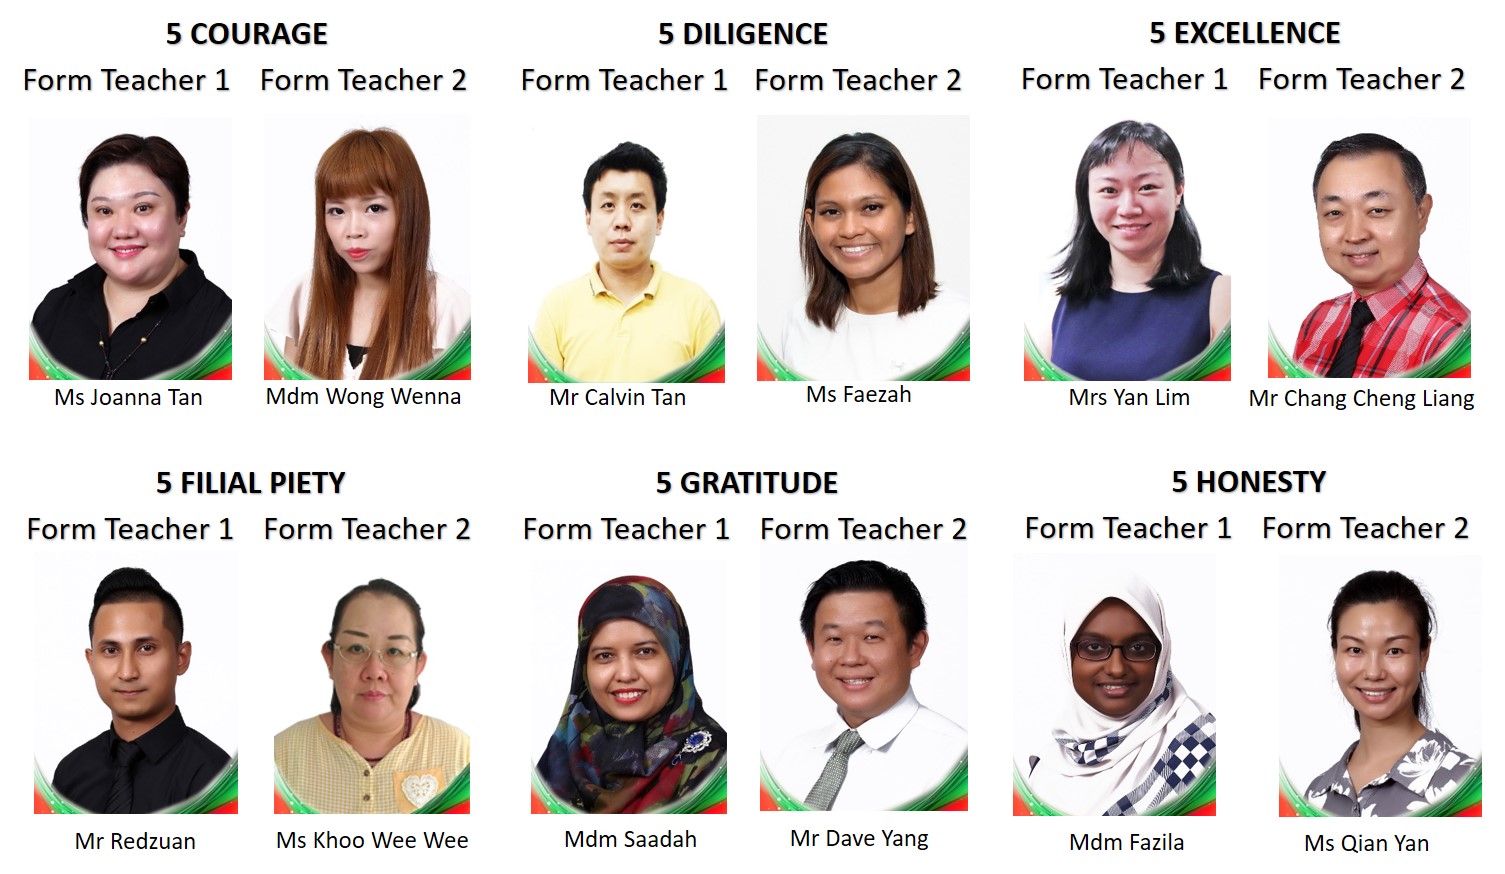 5 COURAGE
Form Teacher 1
Form Teacher 2
Ms Joanna Tan
Mdm Wong Wenna
5 DILIGENCE
Form Teacher 1
Form Teacher 2
Mr Calvin Tan
Ms Faezah
5 EXCELLENCE
Form Teacher 1
Form Teacher 2
Mrs Yan Lim
Mr Chang Cheng Liang
5 FILIAL PIETY
Form Teacher 1
Form Teacher 2
Mr Redzuan
Ms Khoo Wee Wee
5 GRATITUDE
Form Teacher 1
Form Teacher 2
Mdm Saadah
Mr Dave Yang
5 HONESTY
Form Teacher 1
Form Teacher 2
Mdm Fazila
Ms Qian Yan